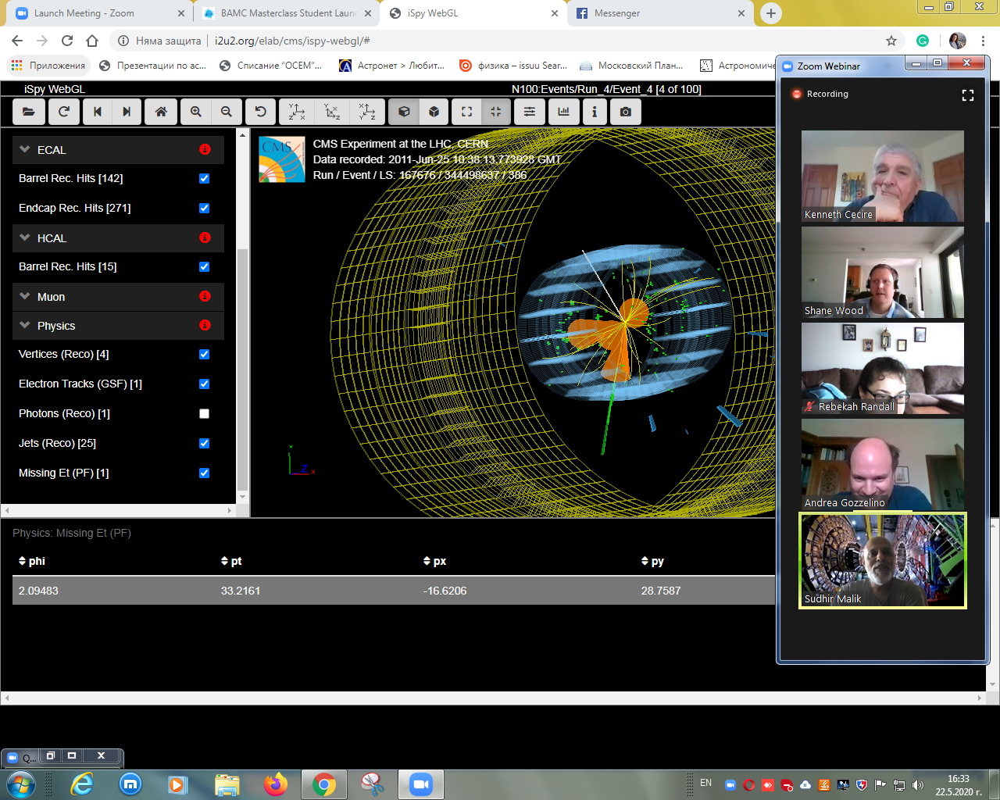 Launch Meeting - Zoom
BAMC Masterclass Student Laun
iSpy WebGL
Messenger
Няма защита
i2u2.org/elab/cms/ispy-webgl/#
Приложения
Презентации по ас...
Списание "ОСЕМ"...
Астронет > Любит...
физика – issuu Sear...
Московский План...
Астрономиче
iSpy WebGL
N100:Events/Run_4/Event_4 [4 of 100]
ECAL
Barrel Rec. Hits [142]
Endcap Rec. Hits [271]
HCAL
Barrel Rec. Hits [15]
Muon
Physics
Vertices (Reco) [4]
Electron Tracks (GSF) [1]
Photons (Reco) [1]
Jets (Reco) [25]
Missing Et (PF) [1]
CMS
CMS Experiment at the LHC, CERN
Data recorded: 2011-Jun-25 10:38:13.773928 GMT
Run / Event / LS: 167676 / 344498637 / 386
Z
X
Physics: Missing Et (PF)
phi pt px py
2.09483 33.2161 -16.6206 28.7587
Zoom Webinar
Recording
Kenneth Cecire
Shane Wood
Rebekah Randall
Andrea Gozzelino
Sudhir Malik
Q...
EN
16:33
22.5.2020 г.